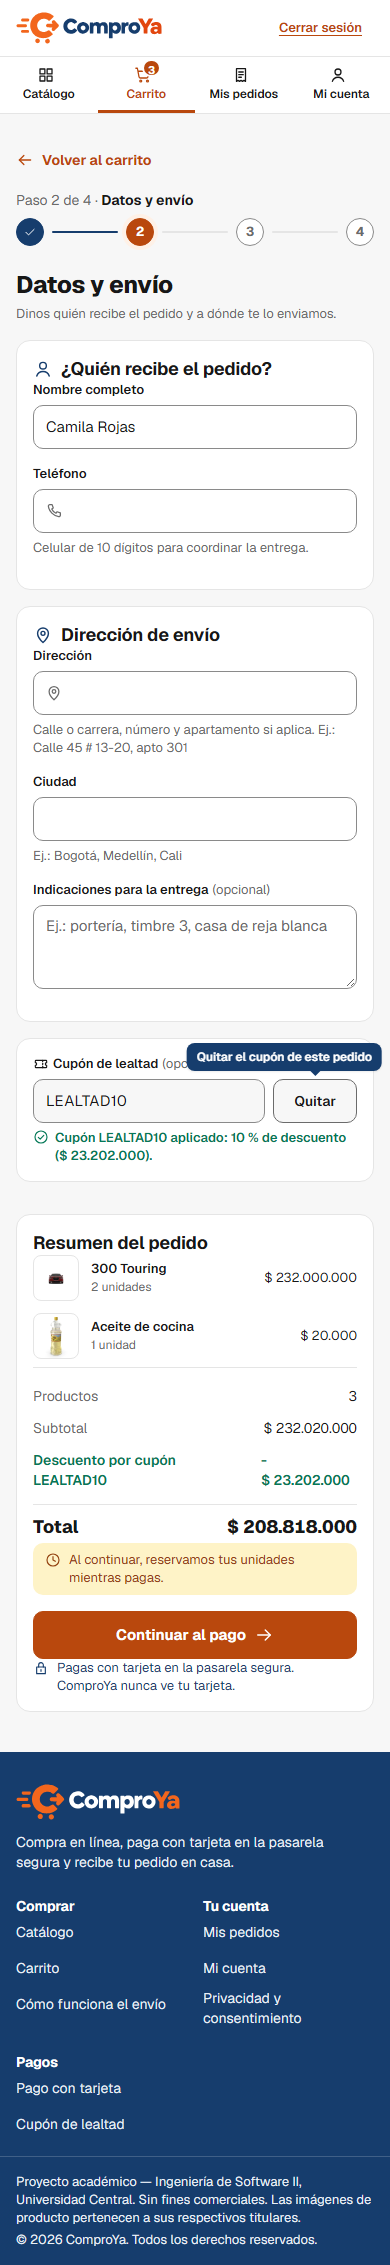 ComproYa
Cerrar sesión
3
Catálogo
Carrito
Mis pedidos
Mi cuenta
Volver al carrito
Paso 2 de 4 · Datos y envío
2
3
4
Datos y envío
Dinos quién recibe el pedido y a dónde te lo enviamos.
¿Quién recibe el pedido?
Nombre completo
Camila Rojas
Teléfono
Celular de 10 dígitos para coordinar la entrega.
Dirección de envío
Dirección
Calle o carrera, número y apartamento si aplica. Ej.:
Calle 45 # 13-20, apto 301
Ciudad
Ej.: Bogotá, Medellín, Cali
Indicaciones para la entrega (opcional)
Ej.: portería, timbre 3, casa de reja blanca
Quitar el cupón de este pedido
Cupón de lealtad (opc
LEALTAD10
Quitar
Cupón LEALTAD10 aplicado: 10 % de descuento
($ 23.202.000).
Resumen del pedido
300 Touring
2 unidades
$ 232.000.000
Aceite de cocina
1 unidad
$ 20.000
Productos
3
Subtotal
$ 232.020.000
Descuento por cupón
LEALTAD10
-
$ 23.202.000
Total
$ 208.818.000
Al continuar, reservamos tus unidades
mientras pagas.
Continuar al pago
Pagas con tarjeta en la pasarela segura.
ComproYa nunca ve tu tarjeta.
ComproYa
Compra en línea, paga con tarjeta en la pasarela
segura y recibe tu pedido en casa.
Comprar
Catálogo
Carrito
Cómo funciona el envío
Tu cuenta
Mis pedidos
Mi cuenta
Privacidad y
consentimiento
Pagos
Pago con tarjeta
Cupón de lealtad
Proyecto académico — Ingeniería de Software II,
Universidad Central. Sin fines comerciales. Las imágenes de
producto pertenecen a sus respectivos titulares.
© 2026 ComproYa. Todos los derechos reservados.